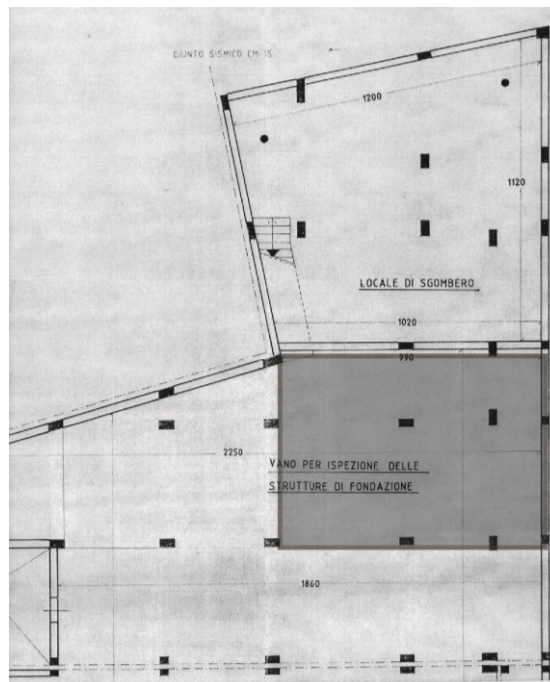 GIUNTO SISMICO CM 15
1200
1120
LOCALE DI SGOMBERO
1020
990
2250
VANO PER ISPEZIONE DELLE
STRUTTURE DI FONDAZIONE
1860